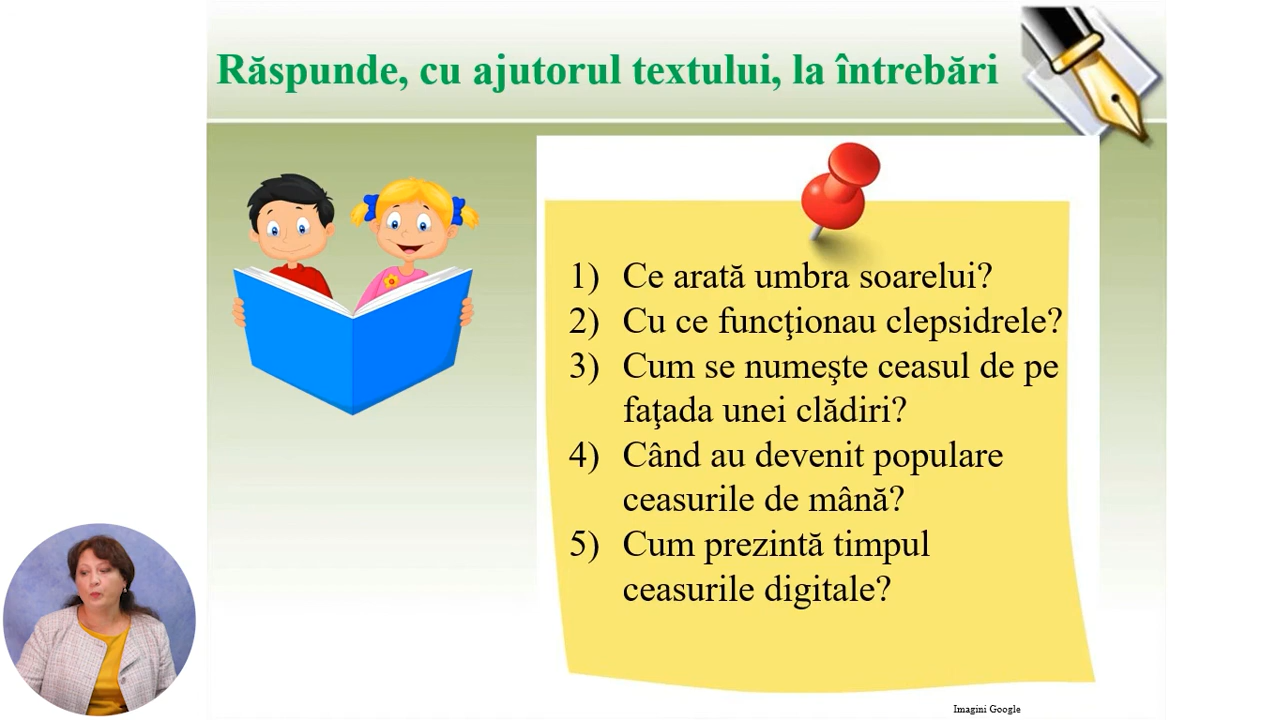 Răspunde, cu ajutorul textului, la întrebări
1) Ce arată umbra soarelui?
2) Cu ce funcţionau clepsidrele?
3) Cum se numeşte ceasul de pe
faţada unei clădiri?
4) Când au devenit populare
ceasurile de mână?
5) Cum prezintă timpul
ceasurile digitale?
Imagini Google